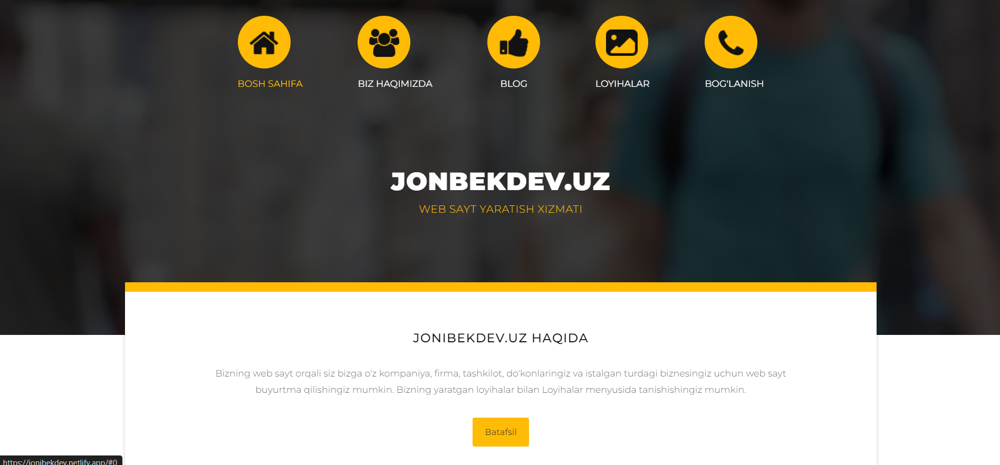 BOSH SAHIFA BIZ HAQIMIZDA BLOG LOYIHALAR BOG'LANISH
JONBEKDEV.UZ
WEB SAYT YARATISH XIZMATI
JONIBEKDEV.UZ HAQIDA
Bizning web sayt orqali siz bizga o'z kompaniya, firma, tashkilot, do'konlaringiz va istalgan turdagi biznesingiz uchun web sayt
buyurtma qilishingiz mumkin. Bizning yaratgan loyihalar bilan Loyihalar menyusida tanishishingiz mumkin.
Batafsil
https://jonibekdev.netlify.app/#0